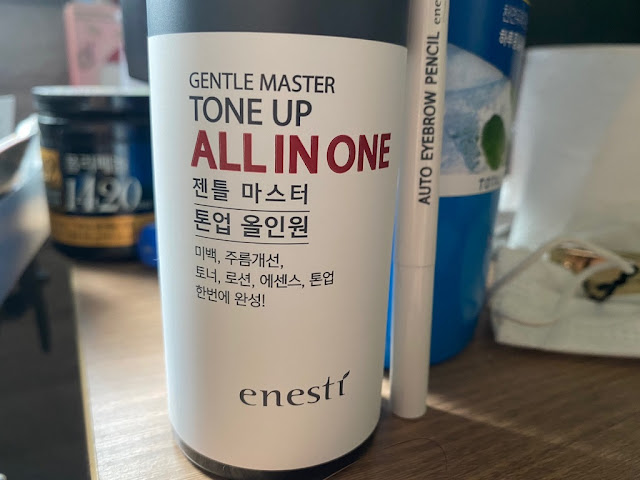 GENTLE MASTER
TONE UP
ALL IN ONE
젠틀 마스터
톤업 올인원
미백, 주름개선,
토너, 로션, 에센스, 톤업
한번에 완성!
enesti
AUTO EYEBROW PENCIL
1420